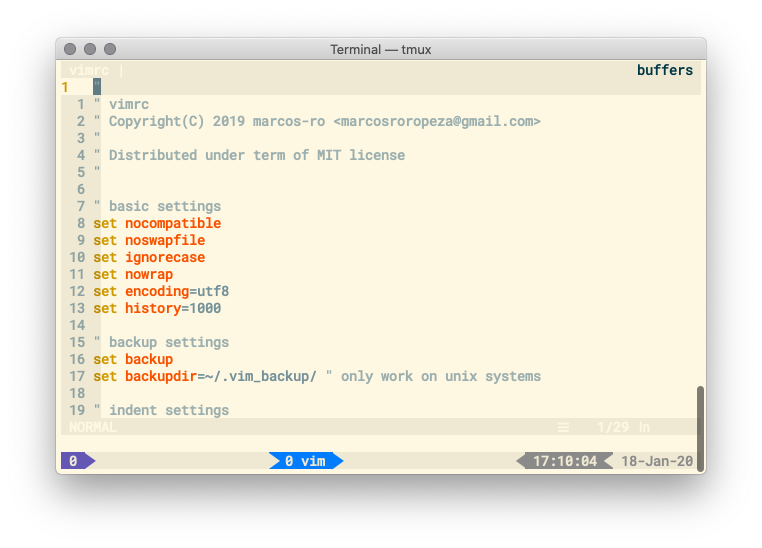 Terminal — tmux
vimrc | buffers
1 "
1 " vimrc
2 " Copyright(C) 2019 marcos-ro <marcosroropeza@gmail.com>
3 "
4 " Distributed under term of MIT license
5 "
6
7 " basic settings
8 set nocompatible
9 set noswapfile
10 set ignorecase
11 set nowrap
12 set encoding=utf8
13 set history=1000
14
15 " backup settings
16 set backup
17 set backupdir=~/.vim_backup/ " only work on unix systems
18
19 " indent settings
NORMAL ☰ 1/29 ln
0 0 vim 17:10:04 18-Jan-20